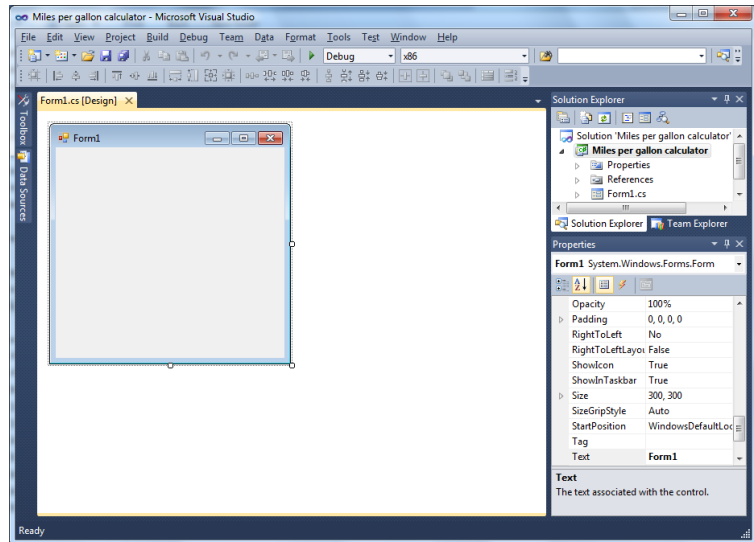 Miles per gallon calculator - Microsoft Visual Studio
File Edit View Project Build Debug Team Data Format Tools Test Window Help
Debug x86
Toolbox
Data Sources
Form1.cs [Design]
Form1
Solution Explorer
Solution 'Miles per gallon calculator'
Miles per gallon calculator
Properties
References
Form1.cs
Solution Explorer Team Explorer
Properties
Form1 System.Windows.Forms.Form
Opacity 100%
Padding 0, 0, 0, 0
RightToLeft No
RightToLeftLayou False
ShowIcon True
ShowInTaskbar True
Size 300, 300
SizeGripStyle Auto
StartPosition WindowsDefaultLoc
Tag
Text Form1
Text
The text associated with the control.
Ready